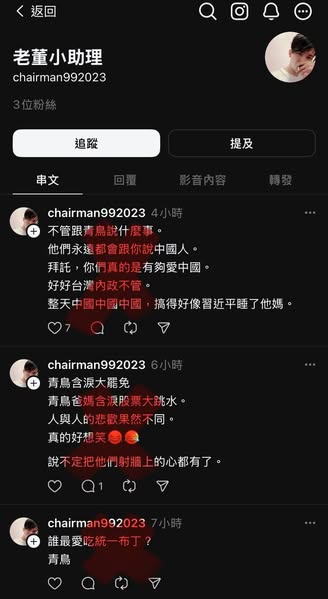 返回
老董小助理
chairman992023
3位粉絲
追蹤
提及
串文
回覆
影音內容
轉發
chairman992023 4小時
不管跟青鳥說什麼事。
他們永遠都會跟你說中國人。
拜託,你們真的是有夠愛中國。
好好台灣內政不管。
整天中國中國中國,搞得好像習近平睡了他媽。
7
chairman992023 6小時
青鳥含淚大罷免
青鳥爸媽含淚股票大跳水。
人與人的悲歡果然不同。
真的好想笑
說不定把他們射牆上的心都有了。
1
chairman992023 7小時
誰最愛吃統一布丁?
青鳥